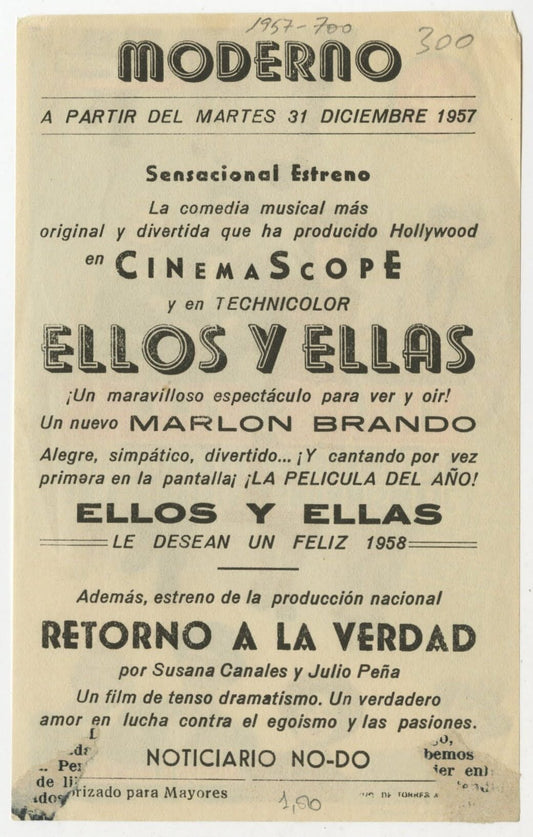 1957-700
300
MODERNO
A PARTIR DEL MARTES 31 DICIEMBRE 1957
Sensacional Estreno
La comedia musical más
original y divertida que ha producido Hollywood
en CINEMASCOPE
y en TECHNICOLOR
ELLOS Y ELLAS
¡Un maravilloso espectáculo para ver y oir!
Un nuevo MARLON BRANDO
Alegre, simpático, divertido... ¡Y cantando por vez
primera en la pantalla¡ ¡LA PELICULA DEL AÑO!
ELLOS Y ELLAS
LE DESEAN UN FELIZ 1958
Además, estreno de la producción nacional
RETORNO A LA VERDAD
por Susana Canales y Julio Peña
Un film de tenso dramatismo. Un verdadero
amor en lucha contra el egoismo y las pasiones.
NOTICIARIO NO-DO
bemos
de
orizado para Mayores
DE TORRES
1,80